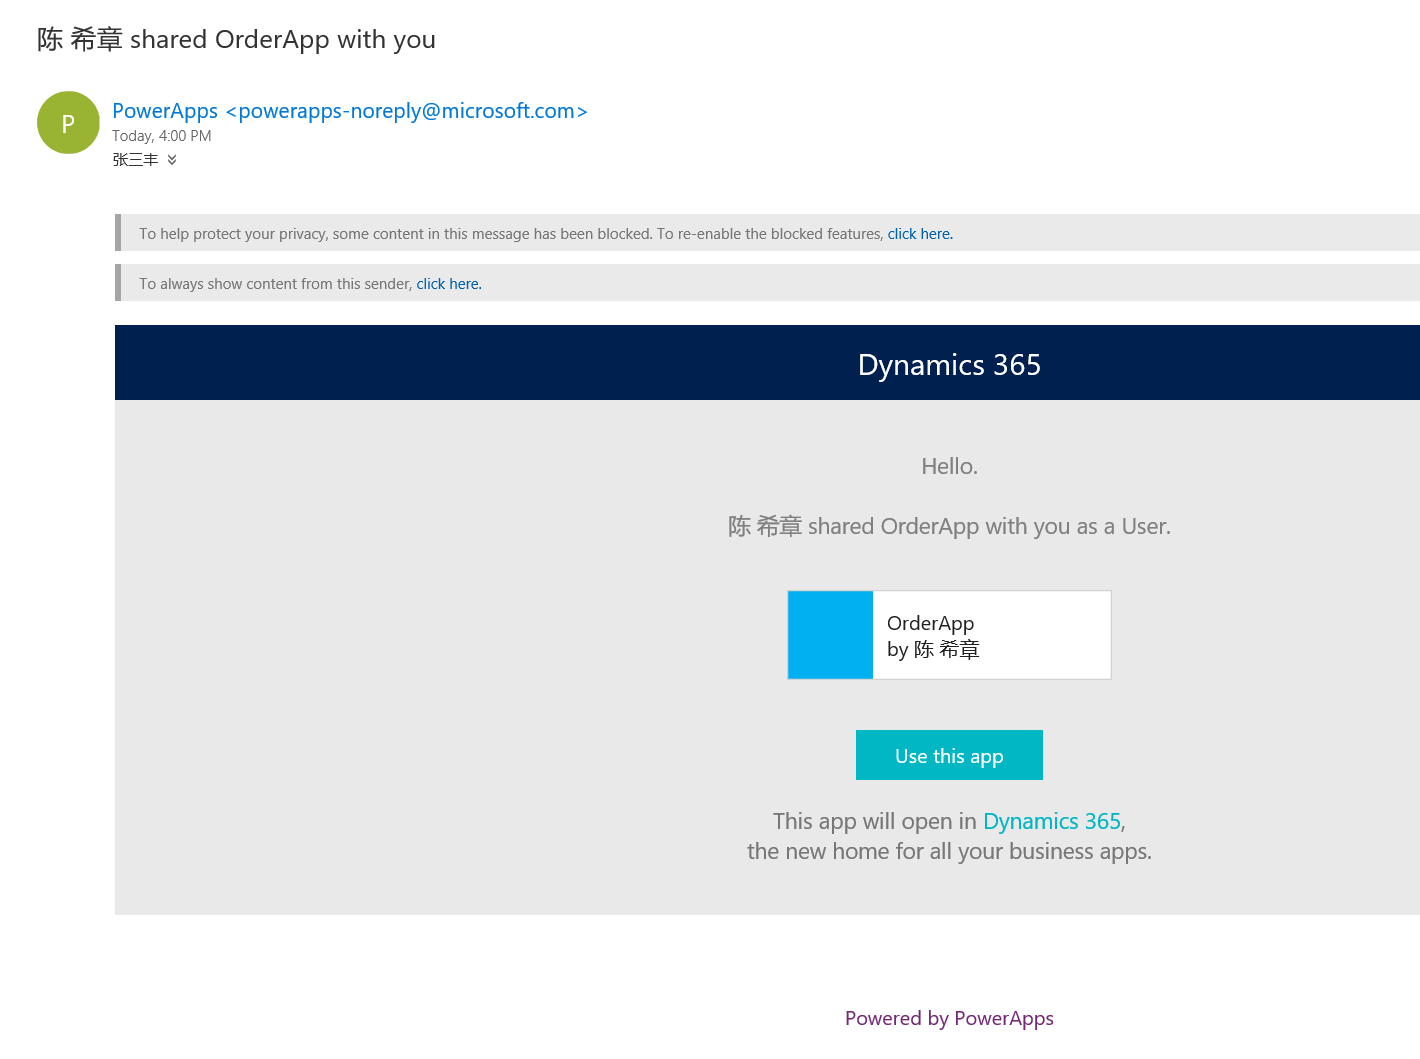 陈 希章 shared OrderApp with you
P
PowerApps <powerapps-noreply@microsoft.com>
Today, 4:00 PM
张三丰
To help protect your privacy, some content in this message has been blocked. To re-enable the blocked features, click here.
To always show content from this sender, click here.
Dynamics 365
Hello.
陈 希章 shared OrderApp with you as a User.
OrderApp
by 陈 希章
Use this app
This app will open in Dynamics 365,
the new home for all your business apps.
Powered by PowerApps